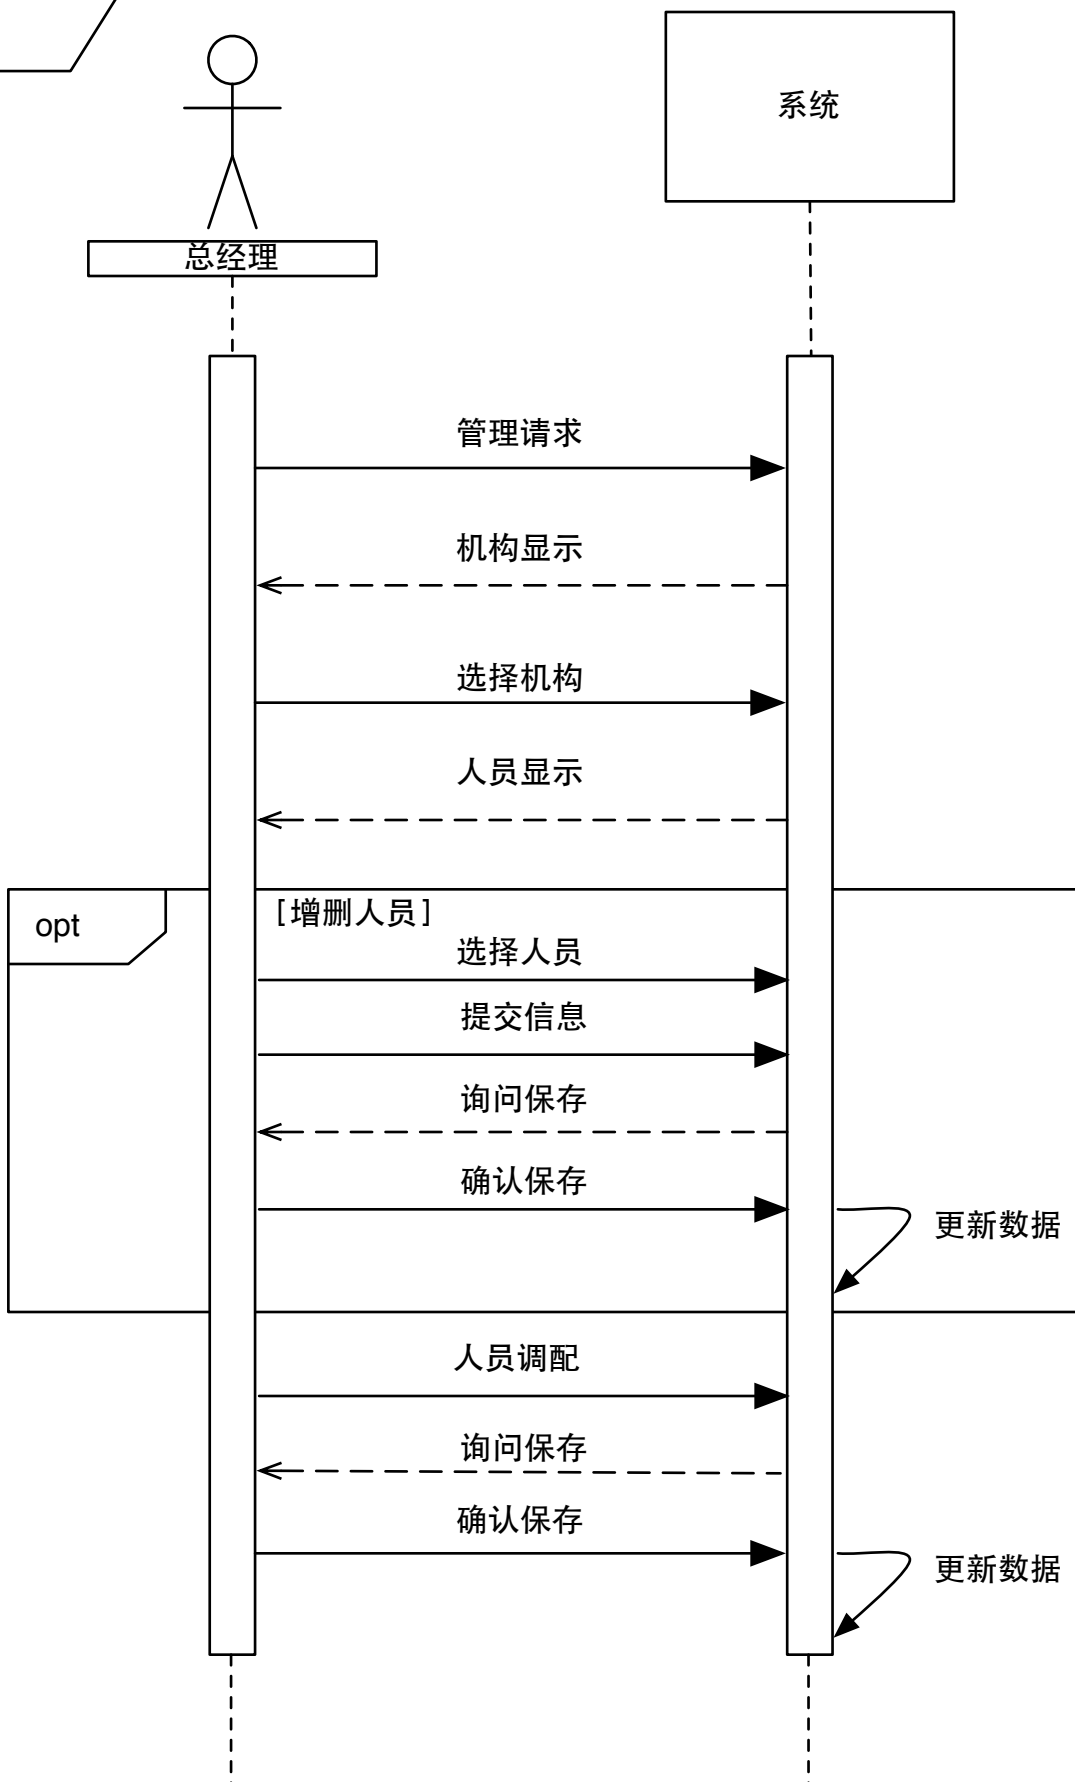 系统
总经理
管理请求
机构显示
选择机构
人员显示
opt
[增删人员]
选择人员
提交信息
询问保存
确认保存
更新数据
人员调配
询问保存
确认保存
更新数据